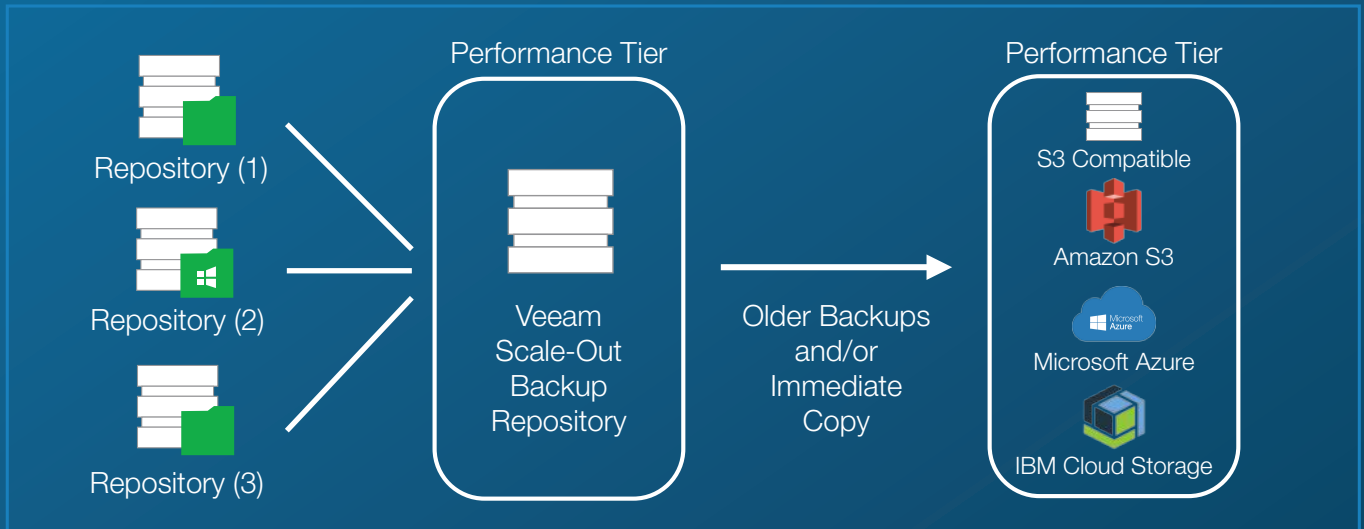 Performance Tier
Performance Tier
Repository (1)
Repository (2)
Repository (3)
Veeam
Scale-Out
Backup
Repository
Older Backups
and/or
Immediate
Copy
S3 Compatible
Amazon S3
Microsoft
Azure
Microsoft Azure
IBM Cloud Storage